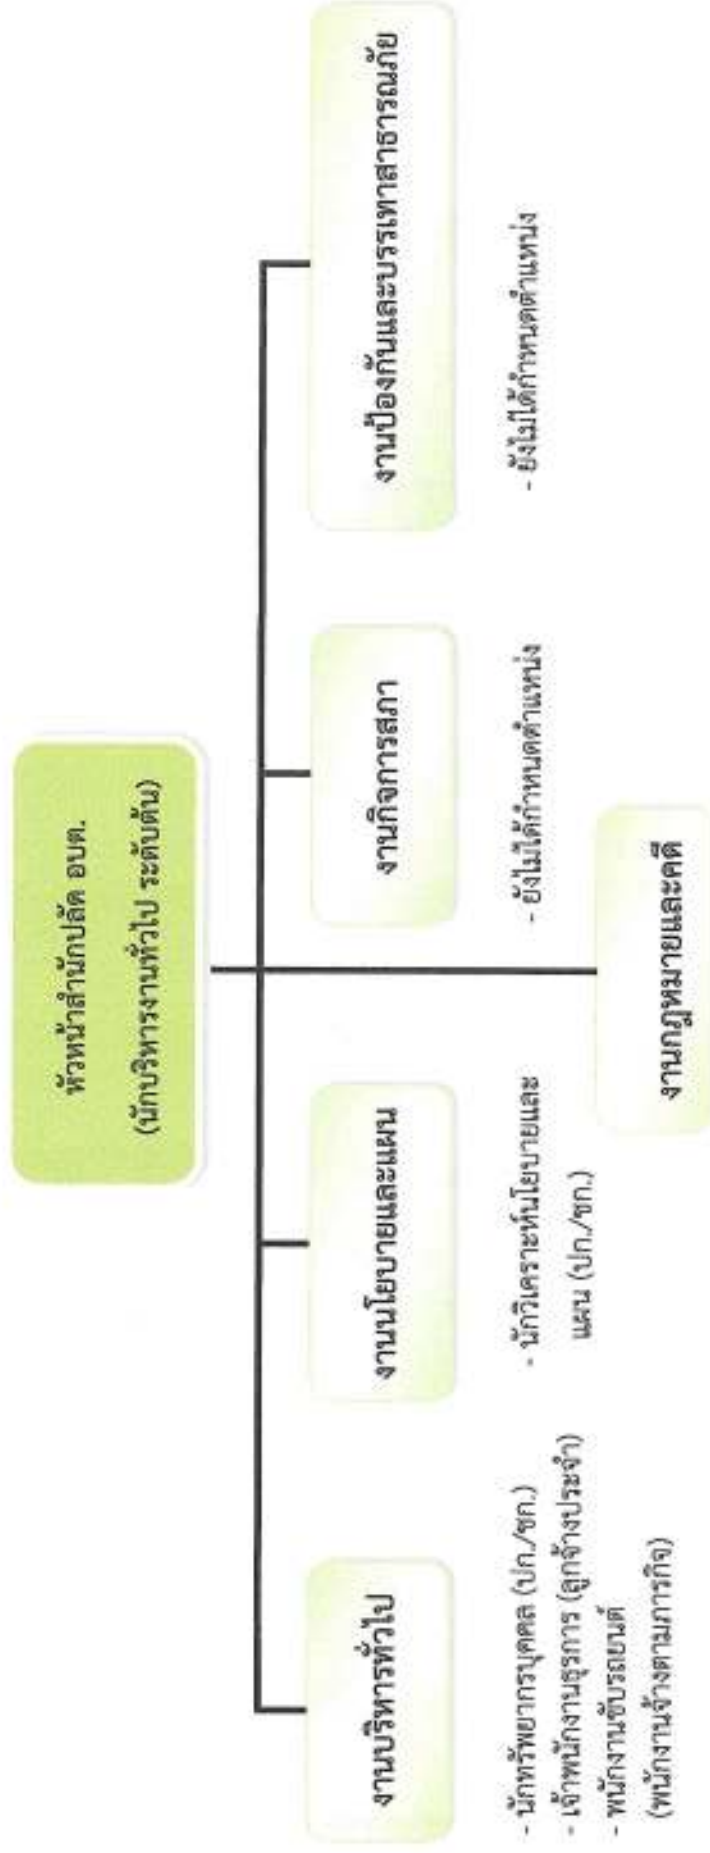 หัวหน้าสำนักปลัด อบต.
(นักบริหารงานทั่วไป ระดับต้น)
งานบริหารทั่วไป
- นักทรัพยากรบุคคล (ปก./ชก.)
- เจ้าพนักงานธุรการ (ลูกจ้างประจำ)
- พนักงานขับรถยนต์
(พนักงานจ้างตามภารกิจ)
งานนโยบายและแผน
- นักวิเคราะห์นโยบายและ
แผน (ปก./ชก.)
งานกิจการสภา
- ยังไม่ได้กำหนดตำแหน่ง
งานป้องกันและบรรเทาสาธารณภัย
- ยังไม่ได้กำหนดตำแหน่ง
งานกฎหมายและคดี